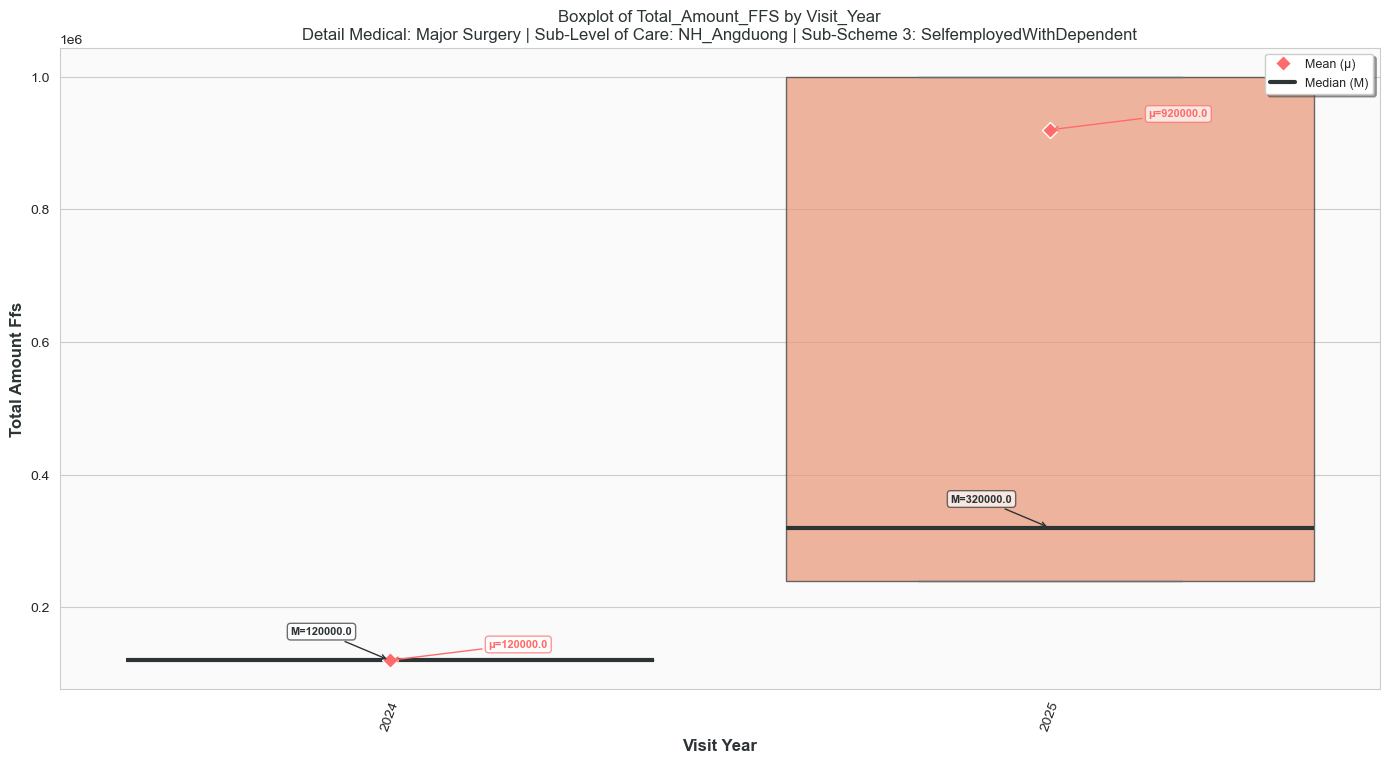 Boxplot of Total_Amount_FFS by Visit_Year
Detail Medical: Major Surgery | Sub-Level of Care: NH_Angduong | Sub-Scheme 3: SelfemployedWithDependent
1e6
Mean (μ)
Median (M)
1.0
0.8
0.6
0.4
0.2
Total Amount Ffs
μ=920000.0
M=320000.0
M=120000.0
μ=120000.0
2024
2025
Visit Year